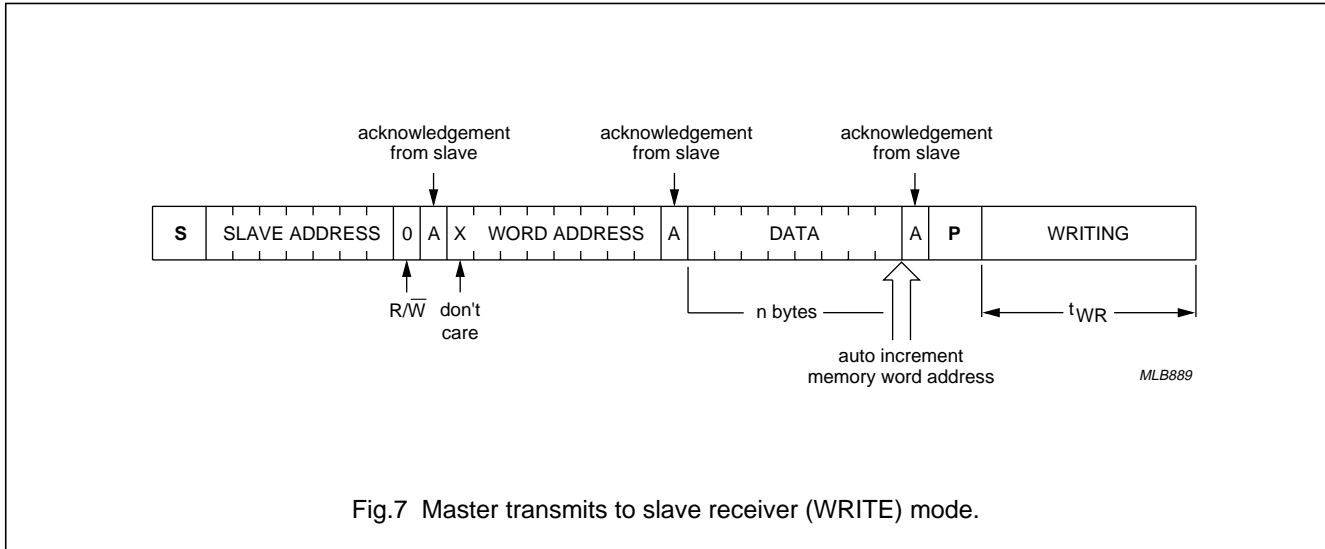 acknowledgement
from slave
acknowledgement
from slave
acknowledgement
from slave
S SLAVE ADDRESS 0 A X WORD ADDRESS A DATA A P WRITING
R/W̅
don't
care
n bytes
tWR
auto increment
memory word address
MLB889
Fig.7 Master transmits to slave receiver (WRITE) mode.